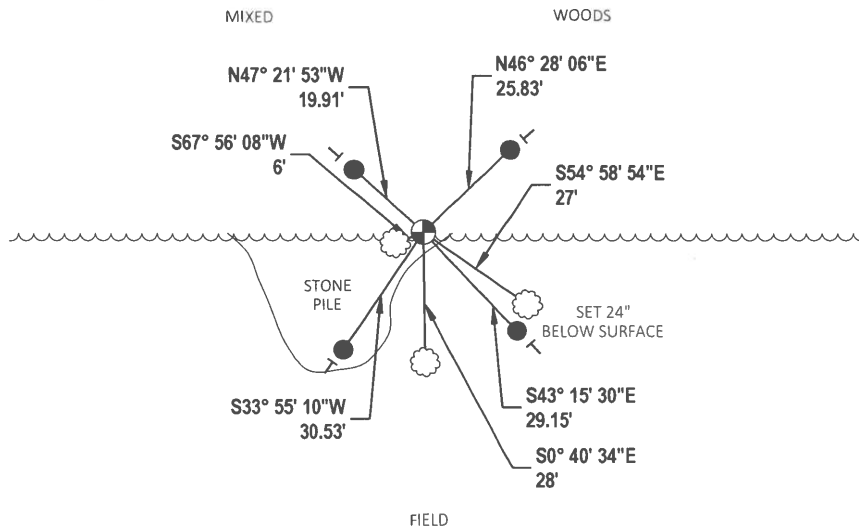 MIXED
WOODS
N47° 21' 53"W
19.91'
N46° 28' 06"E
25.83'
S67° 56' 08"W
6'
S54° 58' 54"E
27'
STONE
PILE
SET 24"
BELOW SURFACE
S33° 55' 10"W
30.53'
S43° 15' 30"E
29.15'
S0° 40' 34"E
28'
FIELD